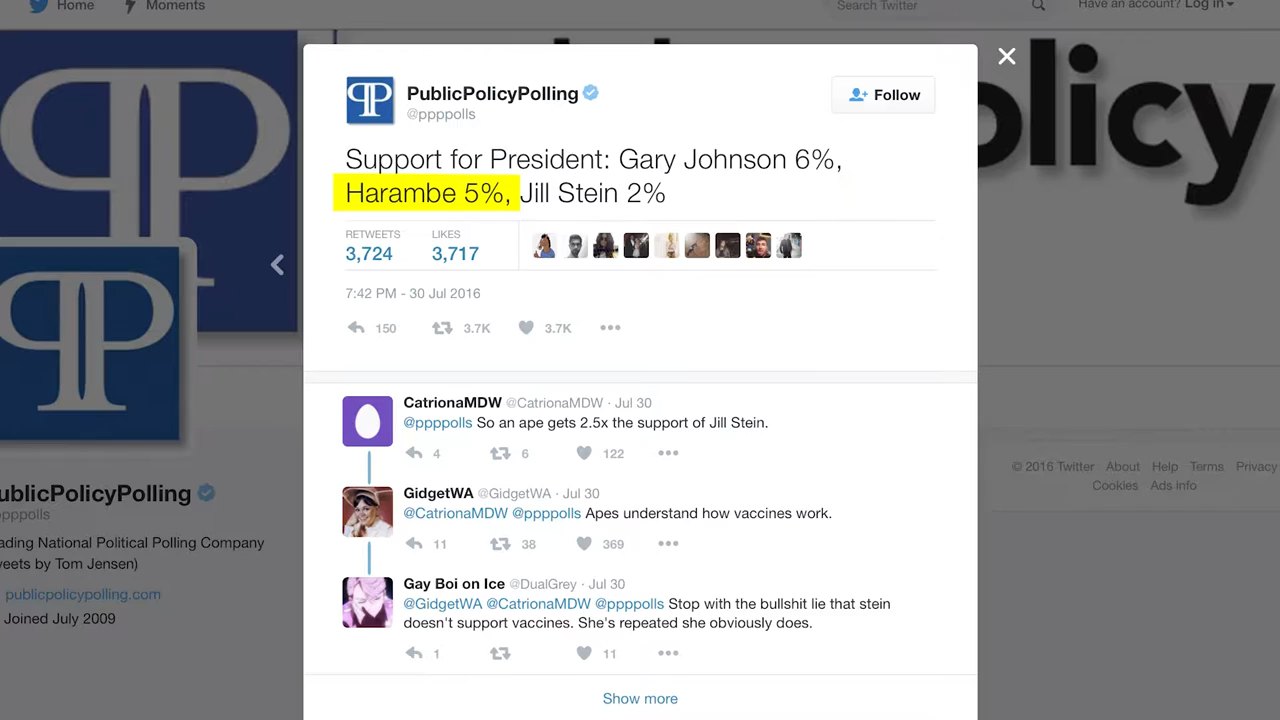 Home Moments Search Twitter Have an account? Log in
PublicPolicyPolling
@ppppolls
Follow
Support for President: Gary Johnson 6%,
Harambe 5%, Jill Stein 2%
RETWEETS LIKES
3,724 3,717
7:42 PM - 30 Jul 2016
150 3.7K 3.7K
CatrionaMDW @CatrionaMDW · Jul 30
@ppppolls So an ape gets 2.5x the support of Jill Stein.
4 6 122
GidgetWA @GidgetWA · Jul 30
@CatrionaMDW @ppppolls Apes understand how vaccines work.
11 38 369
Gay Boi on Ice @DualGrey · Jul 30
@GidgetWA @CatrionaMDW @ppppolls Stop with the bullshit lie that stein
doesn't support vaccines. She's repeated she obviously does.
1 11
Show more
ublicPolicyPolling
ppppolls
ading National Political Polling Company
weets by Tom Jensen)
publicpolicypolling.com
Joined July 2009
olicy
© 2016 Twitter About Help Terms Privacy
Cookies Ads info